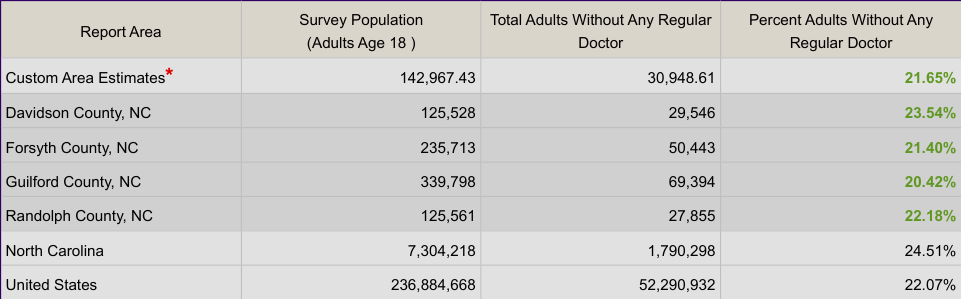 Report Area Survey Population (Adults Age 18 ) Total Adults Without Any Regular Doctor Percent Adults Without Any Regular Doctor
Custom Area Estimates* 142,967.43 30,948.61 21.65%
Davidson County, NC 125,528 29,546 23.54%
Forsyth County, NC 235,713 50,443 21.40%
Guilford County, NC 339,798 69,394 20.42%
Randolph County, NC 125,561 27,855 22.18%
North Carolina 7,304,218 1,790,298 24.51%
United States 236,884,668 52,290,932 22.07%